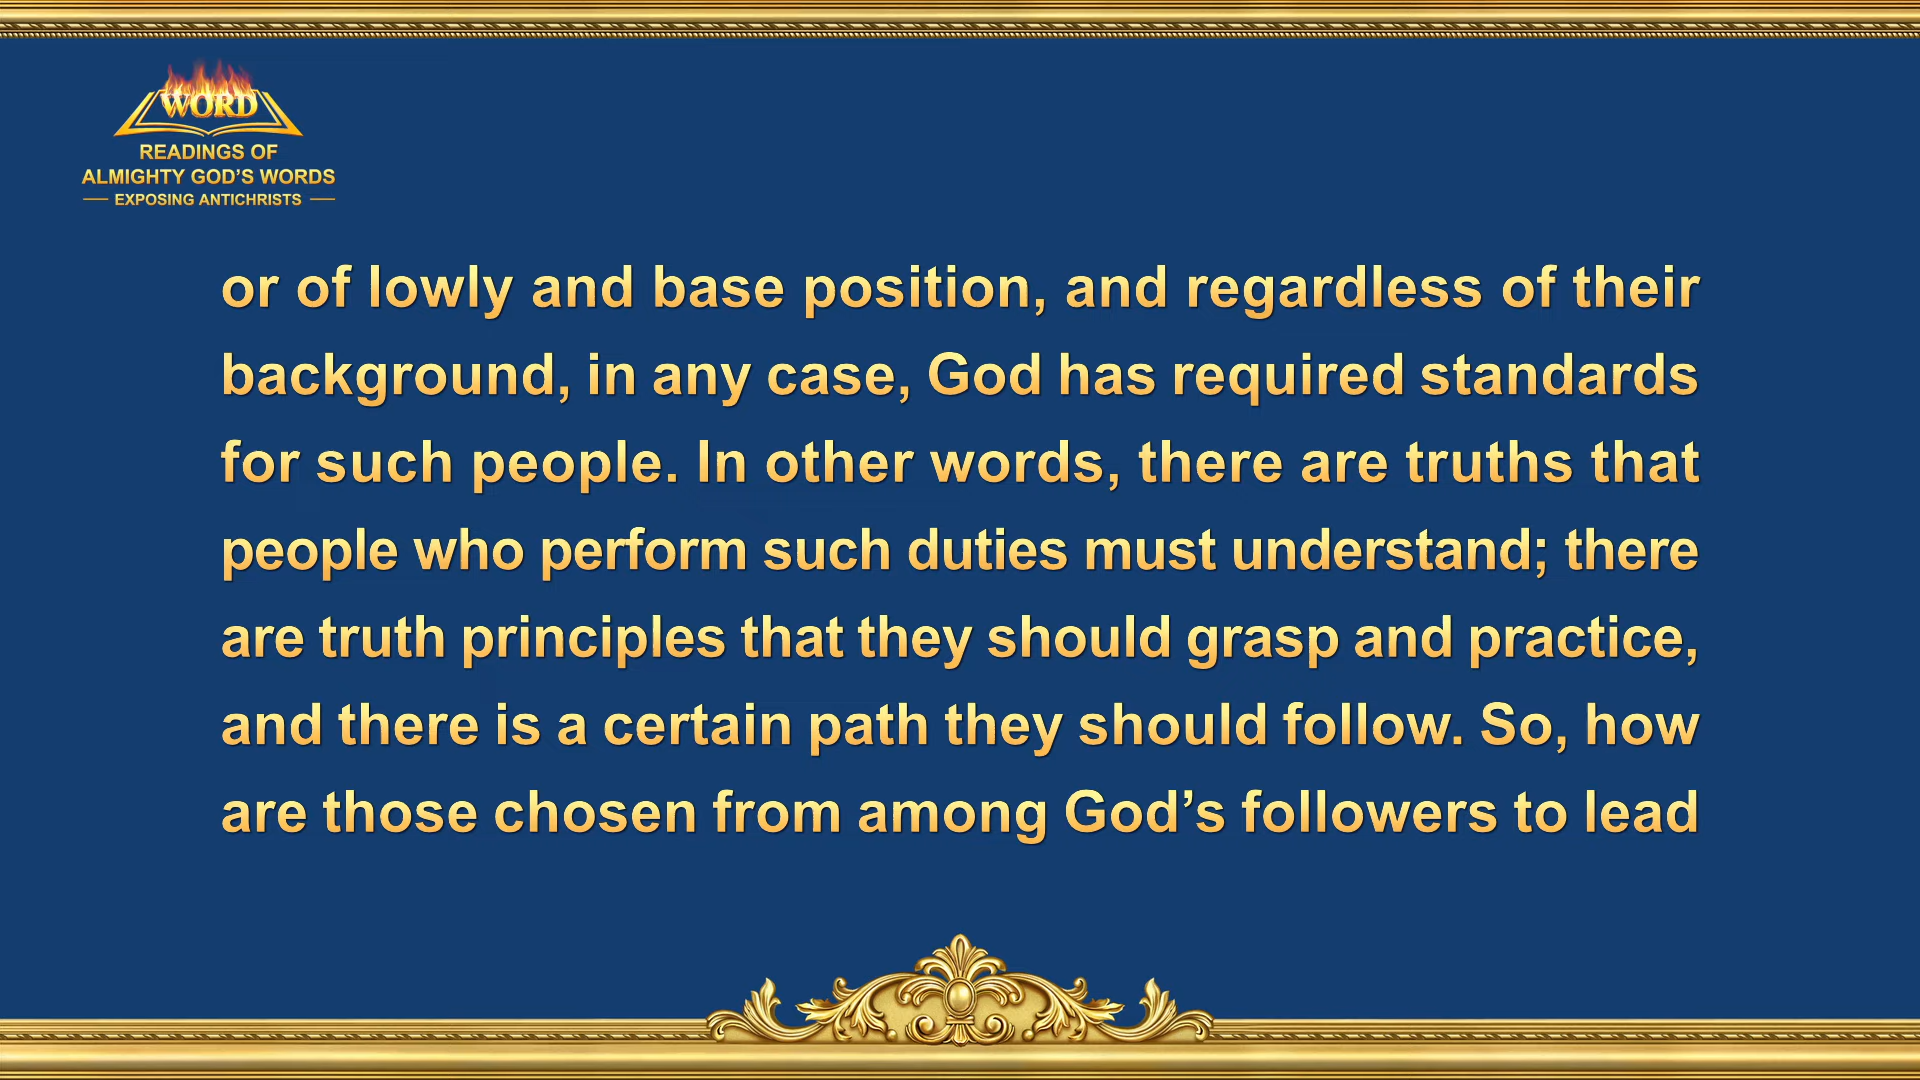 WORD
READINGS OF
ALMIGHTY GOD’S WORDS
EXPOSING ANTICHRISTS
or of lowly and base position, and regardless of their
background, in any case, God has required standards
for such people. In other words, there are truths that
people who perform such duties must understand; there
are truth principles that they should grasp and practice,
and there is a certain path they should follow. So, how
are those chosen from among God’s followers to lead